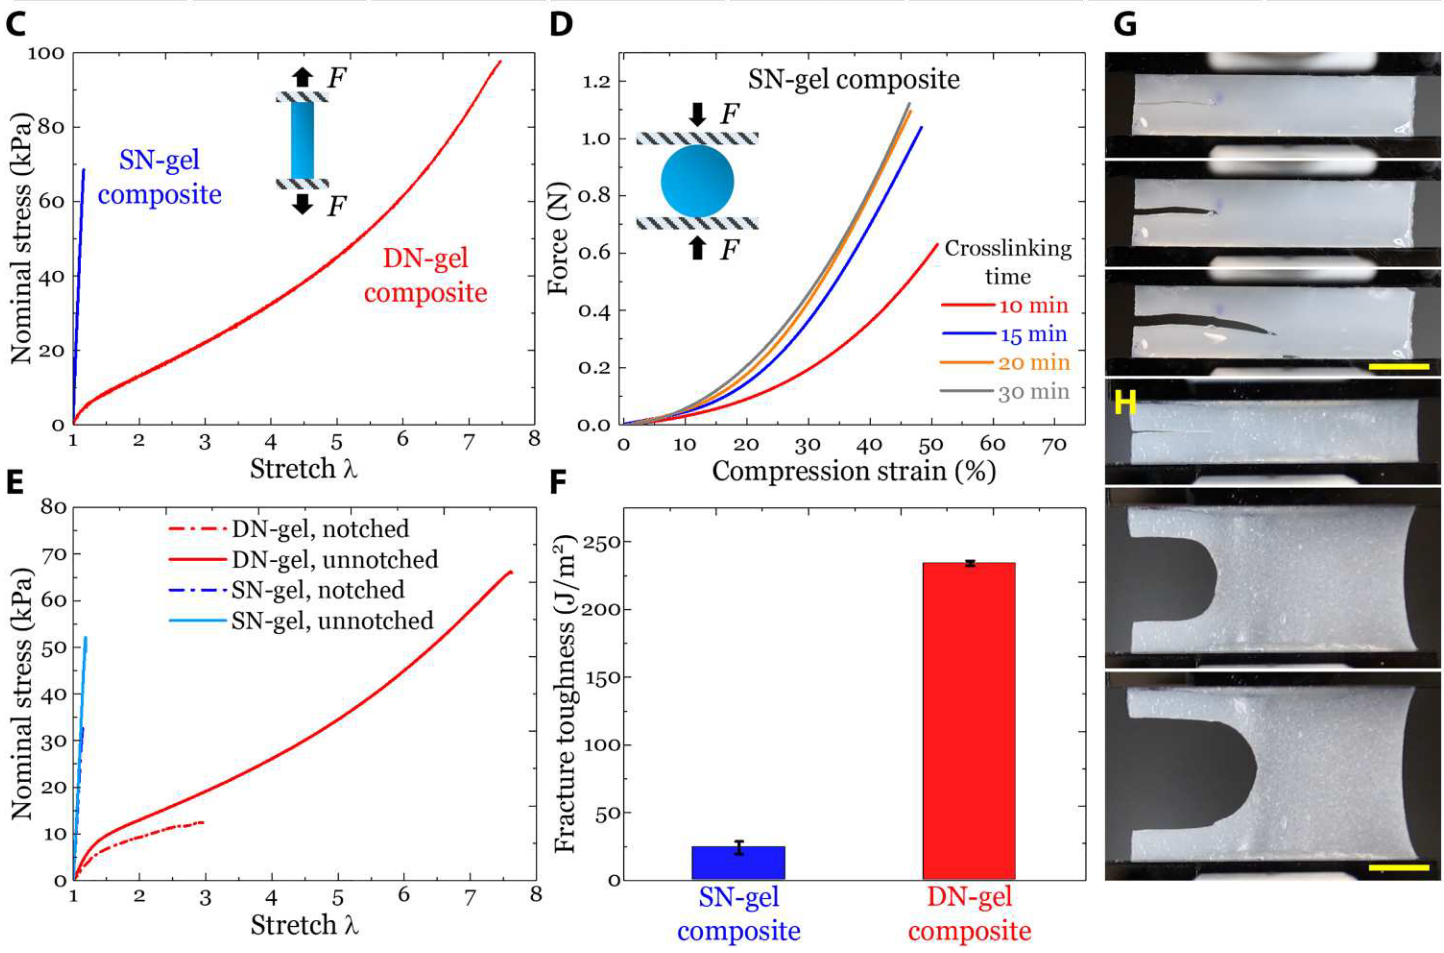 C
100
80
60
40
20
0
Nominal stress (kPa)
SN-gel
composite
F
F
DN-gel
composite
1 2 3 4 5 6 7 8
Stretch λ
D
1.2
1.0
0.8
0.6
0.4
0.2
0.0
Force (N)
SN-gel composite
F
F
Crosslinking
time
10 min
15 min
20 min
30 min
0 10 20 30 40 50 60 70
Compression strain (%)
G
H
E
80
70
60
50
40
30
20
10
0
Nominal stress (kPa)
DN-gel, notched
DN-gel, unnotched
SN-gel, notched
SN-gel, unnotched
1 2 3 4 5 6 7 8
Stretch λ
F
250
200
150
100
50
0
Fracture toughness (J/m²)
SN-gel
composite
DN-gel
composite